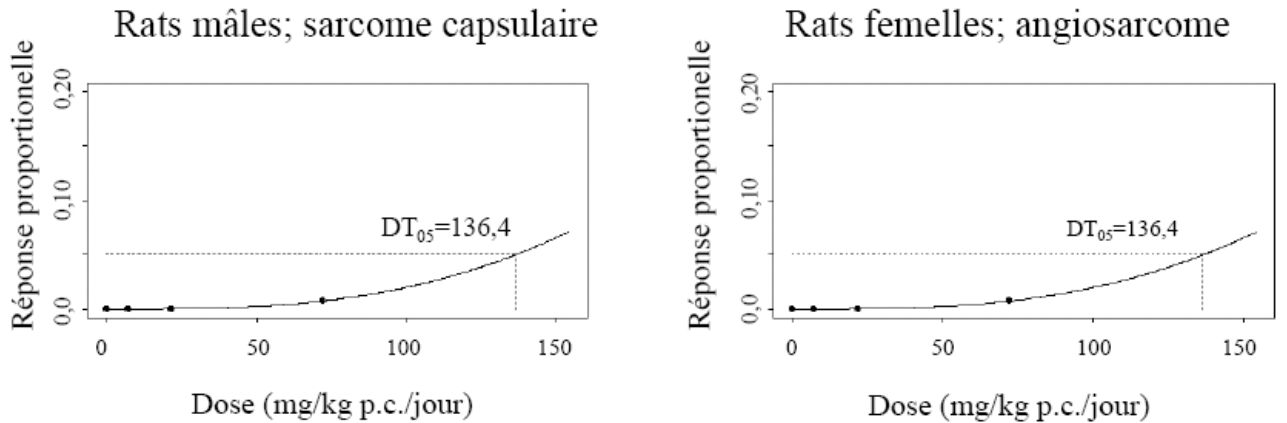 Rats mâles; sarcome capsulaire
Réponse proportionelle
0,20
0,10
0,0
DT05=136,4
0 50 100 150
Dose (mg/kg p.c./jour)
Rats femelles; angiosarcome
Réponse proportionelle
0,20
0,10
0,0
DT05=136,4
0 50 100 150
Dose (mg/kg p.c./jour)